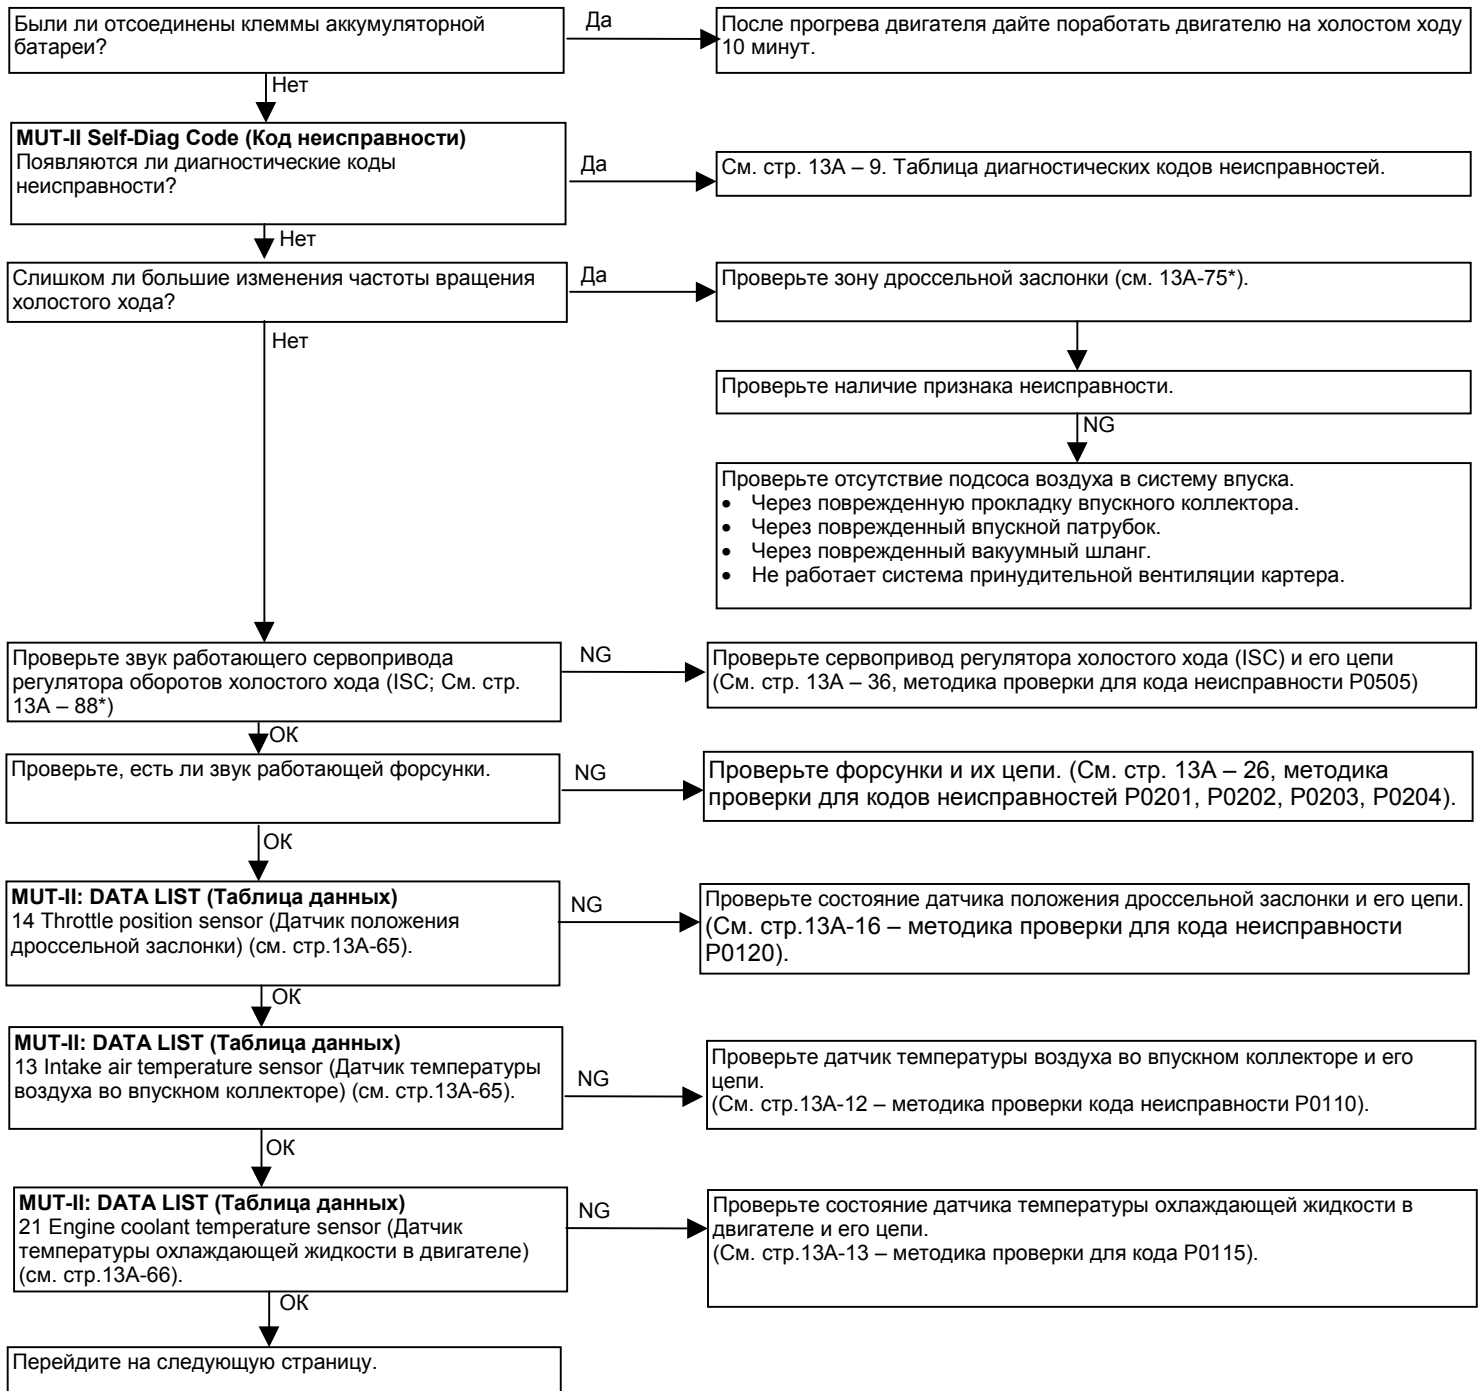 Были ли отсоединены клеммы аккумуляторной
батареи?
Да
После прогрева двигателя дайте поработать двигателю на холостом ходу
10 минут.
Нет
MUT-II Self-Diag Code (Код неисправности)
Появляются ли диагностические коды
неисправности?
Да
См. стр. 13A – 9. Таблица диагностических кодов неисправностей.
Нет
Слишком ли большие изменения частоты вращения
холостого хода?
Да
Проверьте зону дроссельной заслонки (см. 13A-75*).
Нет
Проверьте наличие признака неисправности.
NG
Проверьте отсутствие подсоса воздуха в систему впуска.
• Через поврежденную прокладку впускного коллектора.
• Через поврежденный впускной патрубок.
• Через поврежденный вакуумный шланг.
• Не работает система принудительной вентиляции картера.
Проверьте звук работающего сервопривода
регулятора оборотов холостого хода (ISC; См. стр.
13A – 88*)
NG
Проверьте сервопривод регулятора холостого хода (ISC) и его цепи
(См. стр. 13A – 36, методика проверки для кода неисправности P0505)
OK
Проверьте, есть ли звук работающей форсунки.
NG
Проверьте форсунки и их цепи. (См. стр. 13A – 26, методика
проверки для кодов неисправностей P0201, P0202, P0203, P0204).
OK
MUT-II: DATA LIST (Таблица данных)
14 Throttle position sensor (Датчик положения
дроссельной заслонки) (см. стр.13A-65).
NG
Проверьте состояние датчика положения дроссельной заслонки и его цепи.
(См. стр.13A-16 – методика проверки для кода неисправности
P0120).
OK
MUT-II: DATA LIST (Таблица данных)
13 Intake air temperature sensor (Датчик температуры
воздуха во впускном коллекторе) (см. стр.13A-65).
NG
Проверьте датчик температуры воздуха во впускном коллекторе и его
цепи.
(См. стр.13A-12 – методика проверки кода неисправности P0110).
OK
MUT-II: DATA LIST (Таблица данных)
21 Engine coolant temperature sensor (Датчик
температуры охлаждающей жидкости в двигателе)
(см. стр.13A-66).
NG
Проверьте состояние датчика температуры охлаждающей жидкости в
двигателе и его цепи.
(См. стр.13A-13 – методика проверки для кода P0115).
OK
Перейдите на следующую страницу.